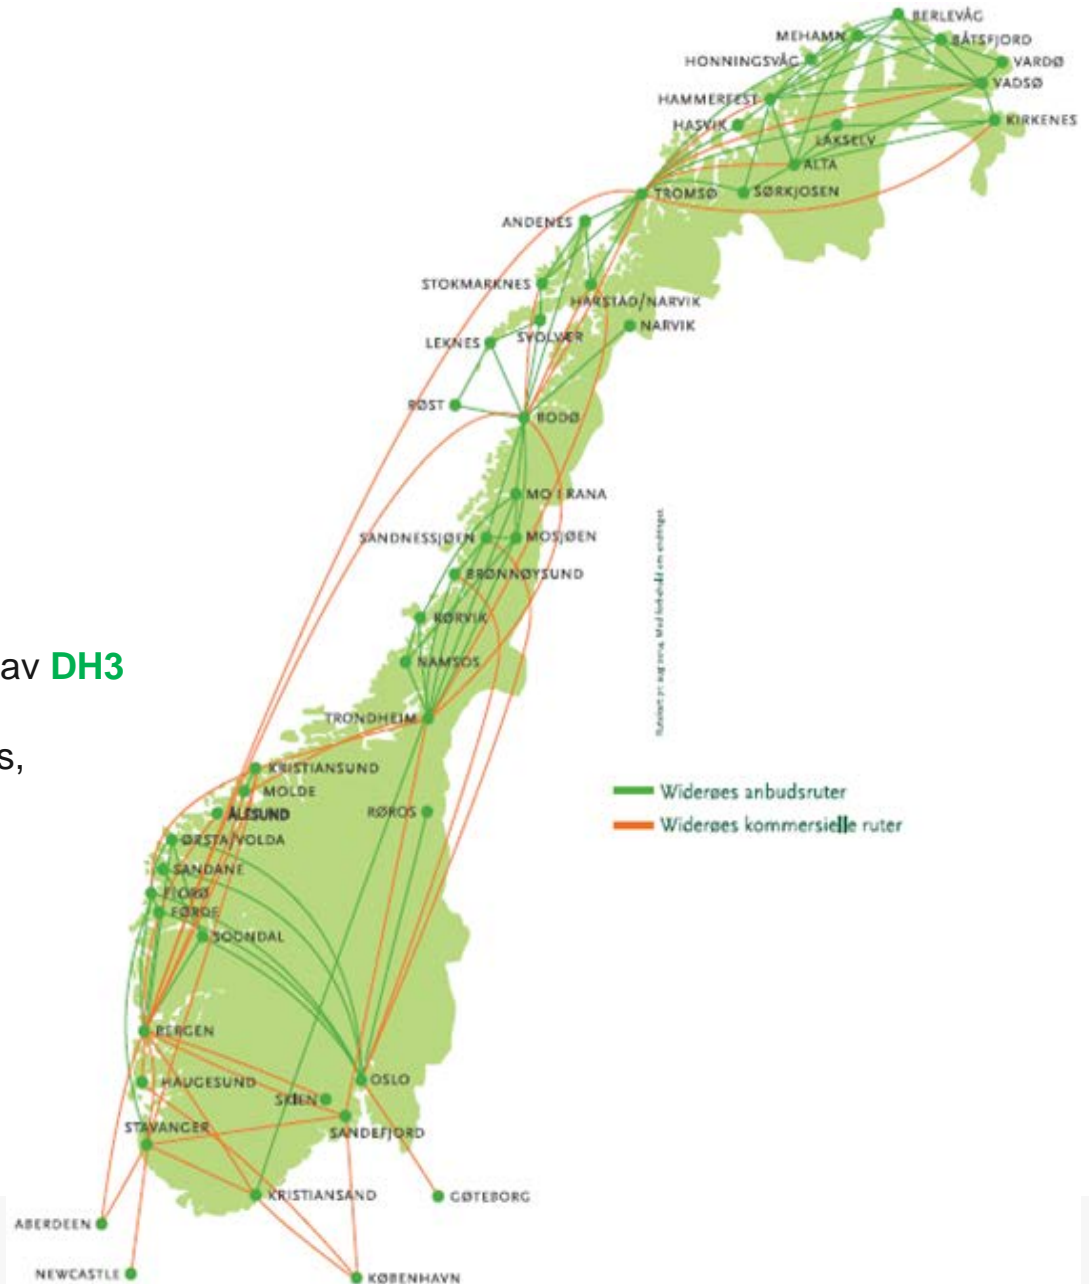 BERLEVÅG
MEHAMN
BÅTSFJORD
HONNINGSVÅG
VARDØ
VADSØ
HAMMERFEST
HASVIK
KIRKENES
LAKSELV
ALTA
TROMSØ
SØRKJOSEN
ANDENES
STOKMARKNES
HARSTAD/NARVIK
NARVIK
SVOLVÆR
LEKNES
RØST
BODØ
MO I RANA
SANDNESSJØEN
MOSJØEN
BRØNNØYSUND
RØRVIK
av DH3
NAMSOS
TRONDHEIM
s,
KRISTIANSUND
MOLDE
Widerøes anbudsruter
RØROS
ÅLESUND
Widerøes kommersielle ruter
ØRSTA/VOLDA
SANDANE
FLORØ
FØRDE
SOGNDAL
BERGEN
OSLO
HAUGESUND
SKIEN
STAVANGER
SANDEFJORD
KRISTIANSAND
GØTEBORG
ABERDEEN
NEWCASTLE
KØBENHAVN